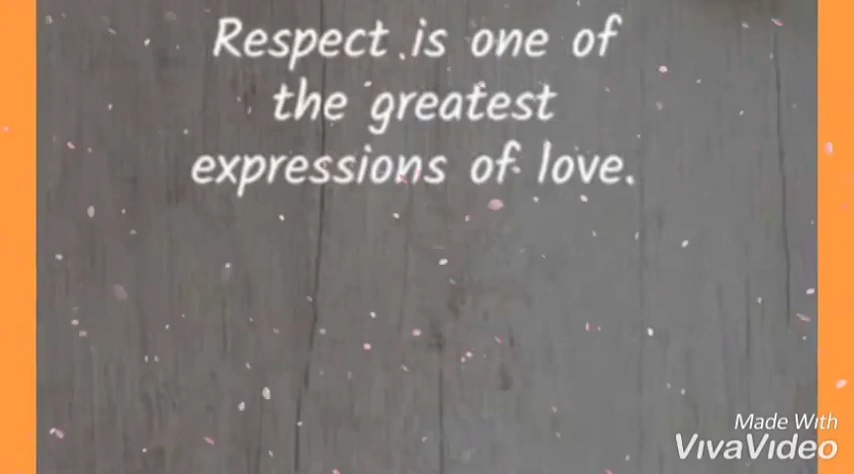 Respect is one of
the greatest
expressions of love.
Made With
VivaVideo